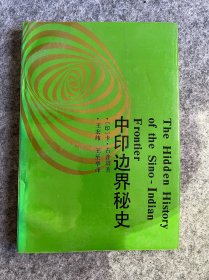 The Hidden History
of the Sino-Indian
Frontier
中印边界秘史